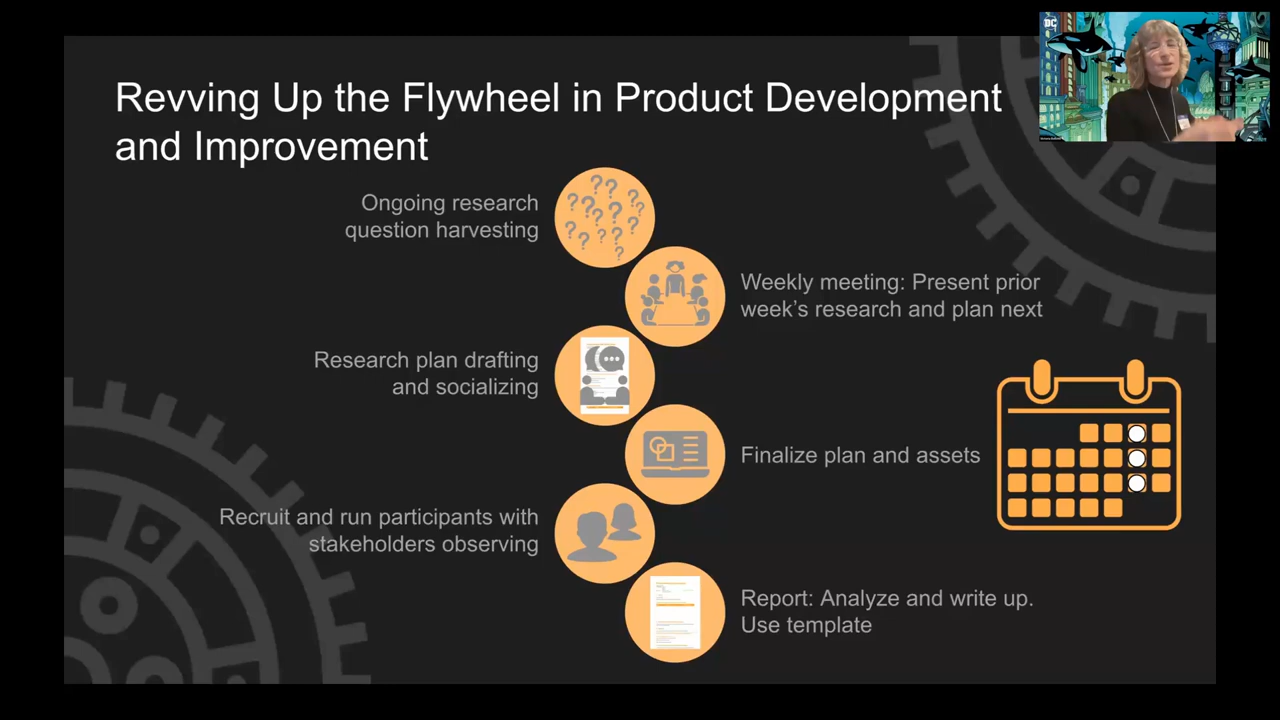 Revving Up the Flywheel in Product Development
and Improvement
DC
Ongoing research
question harvesting
Weekly meeting: Present prior
week's research and plan next
Research plan drafting
and socializing
Finalize plan and assets
Recruit and run participants with
stakeholders observing
Report: Analyze and write up.
Use template